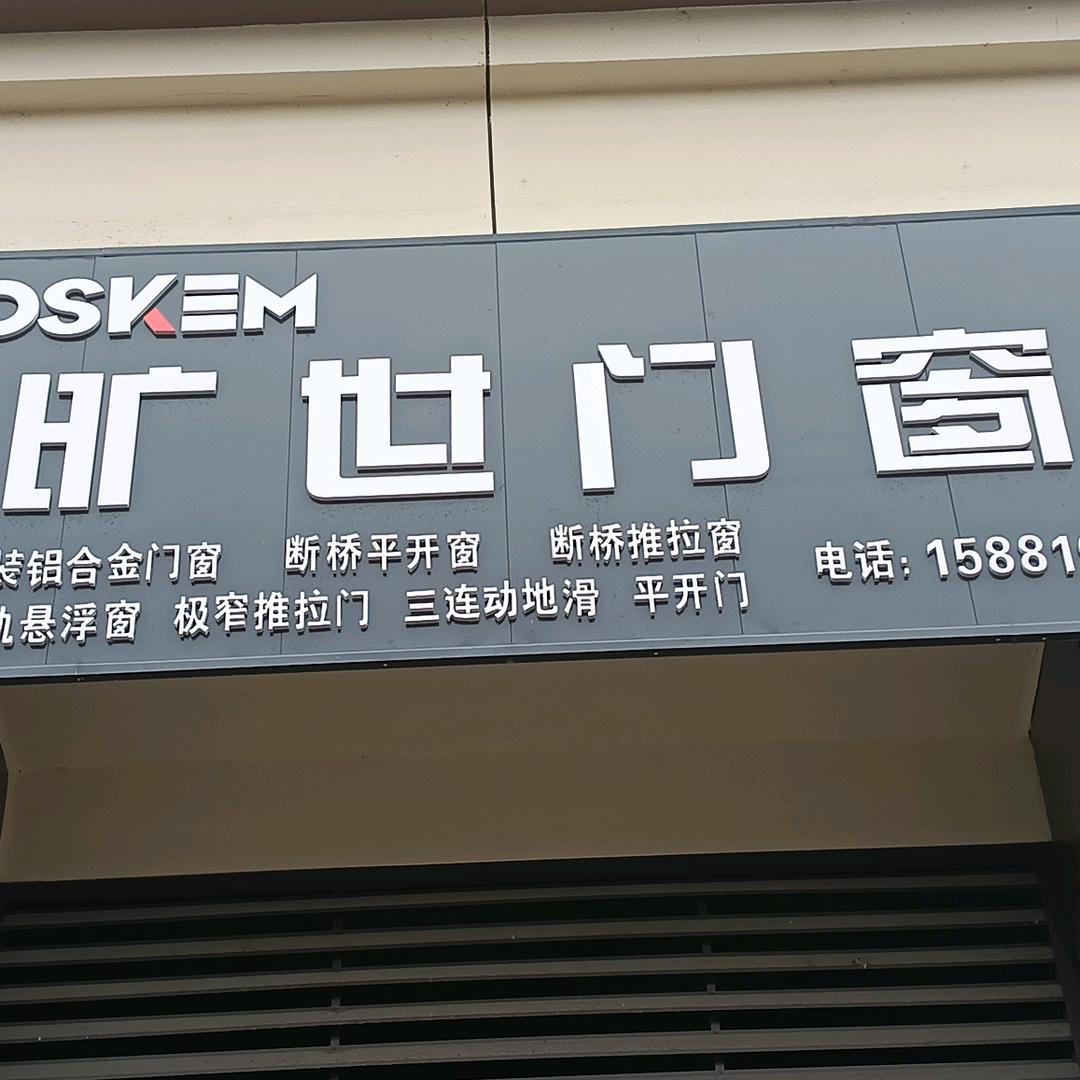 OSKEM
旷世门窗
装铝合金门窗 断桥平开窗 断桥推拉窗
轨悬浮窗 极窄推拉门 三连动地滑 平开门
电话: 15881